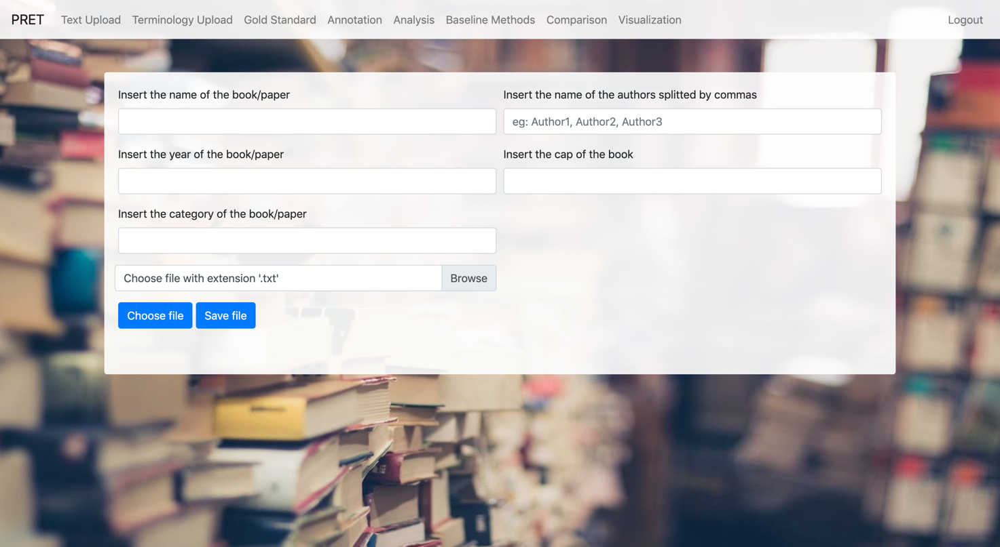 PRET Text Upload Terminology Upload Gold Standard Annotation Analysis Baseline Methods Comparison Visualization Logout
Insert the name of the book/paper
Insert the name of the authors splitted by commas
eg: Author1, Author2, Author3
Insert the year of the book/paper
Insert the cap of the book
Insert the category of the book/paper
Choose file with extension '.txt' Browse
Choose file Save file